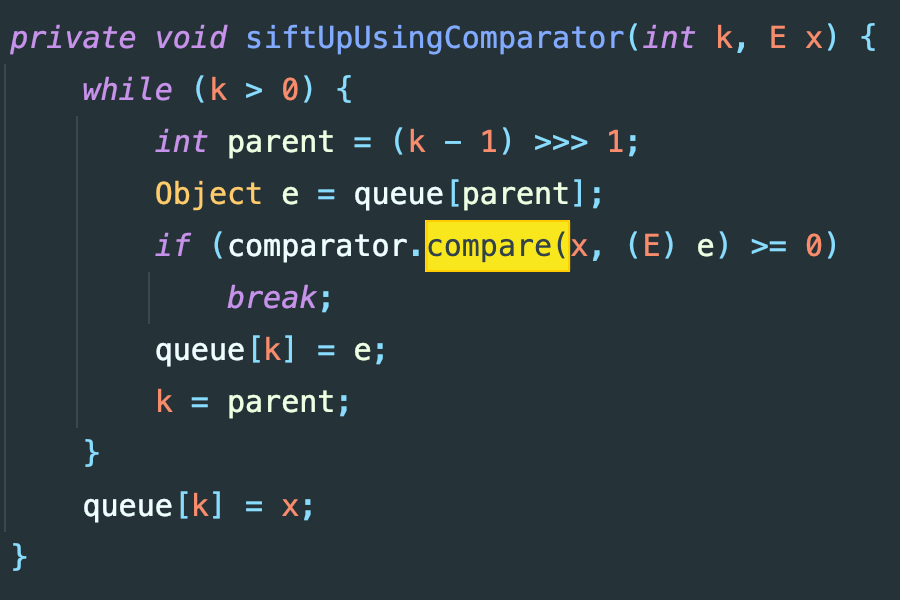 private void siftUpUsingComparator(int k, E x) {
    while (k > 0) {
        int parent = (k - 1) >>> 1;
        Object e = queue[parent];
        if (comparator.compare(x, (E) e) >= 0)
            break;
        queue[k] = e;
        k = parent;
    }
    queue[k] = x;
}